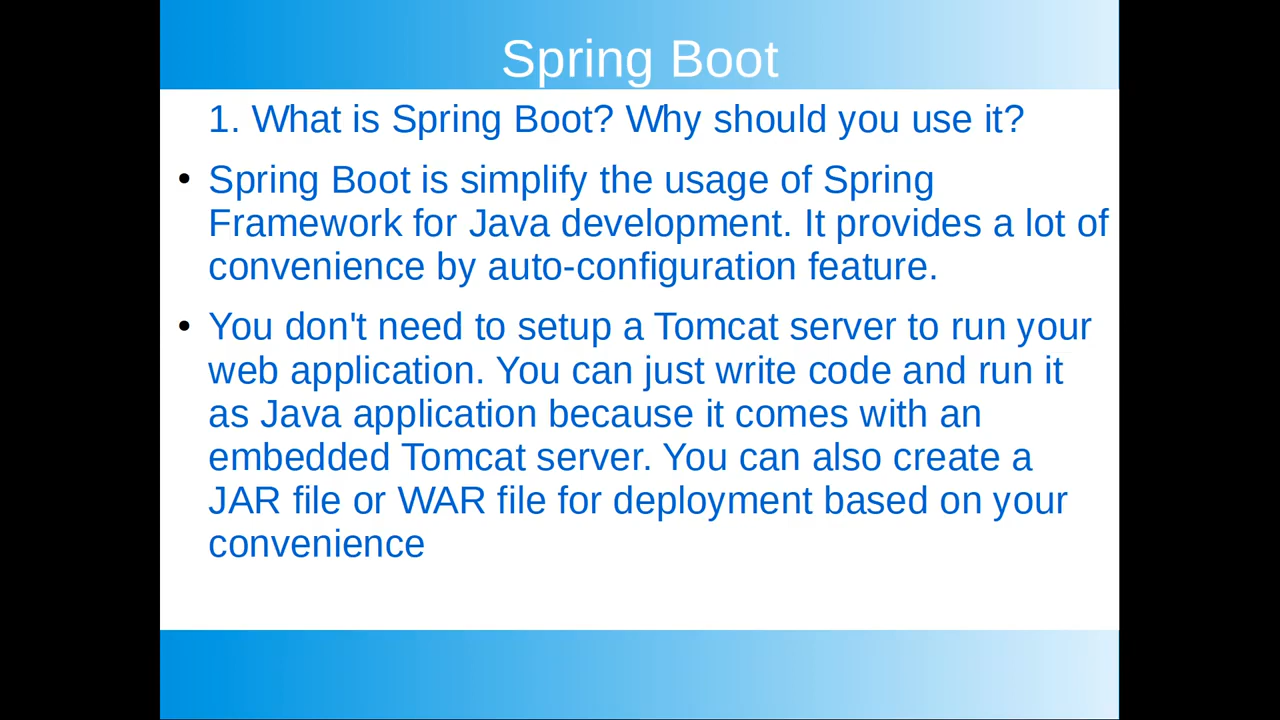 Spring Boot
1. What is Spring Boot? Why should you use it?
• Spring Boot is simplify the usage of Spring
Framework for Java development. It provides a lot of
convenience by auto-configuration feature.
• You don't need to setup a Tomcat server to run your
web application. You can just write code and run it
as Java application because it comes with an
embedded Tomcat server. You can also create a
JAR file or WAR file for deployment based on your
convenience